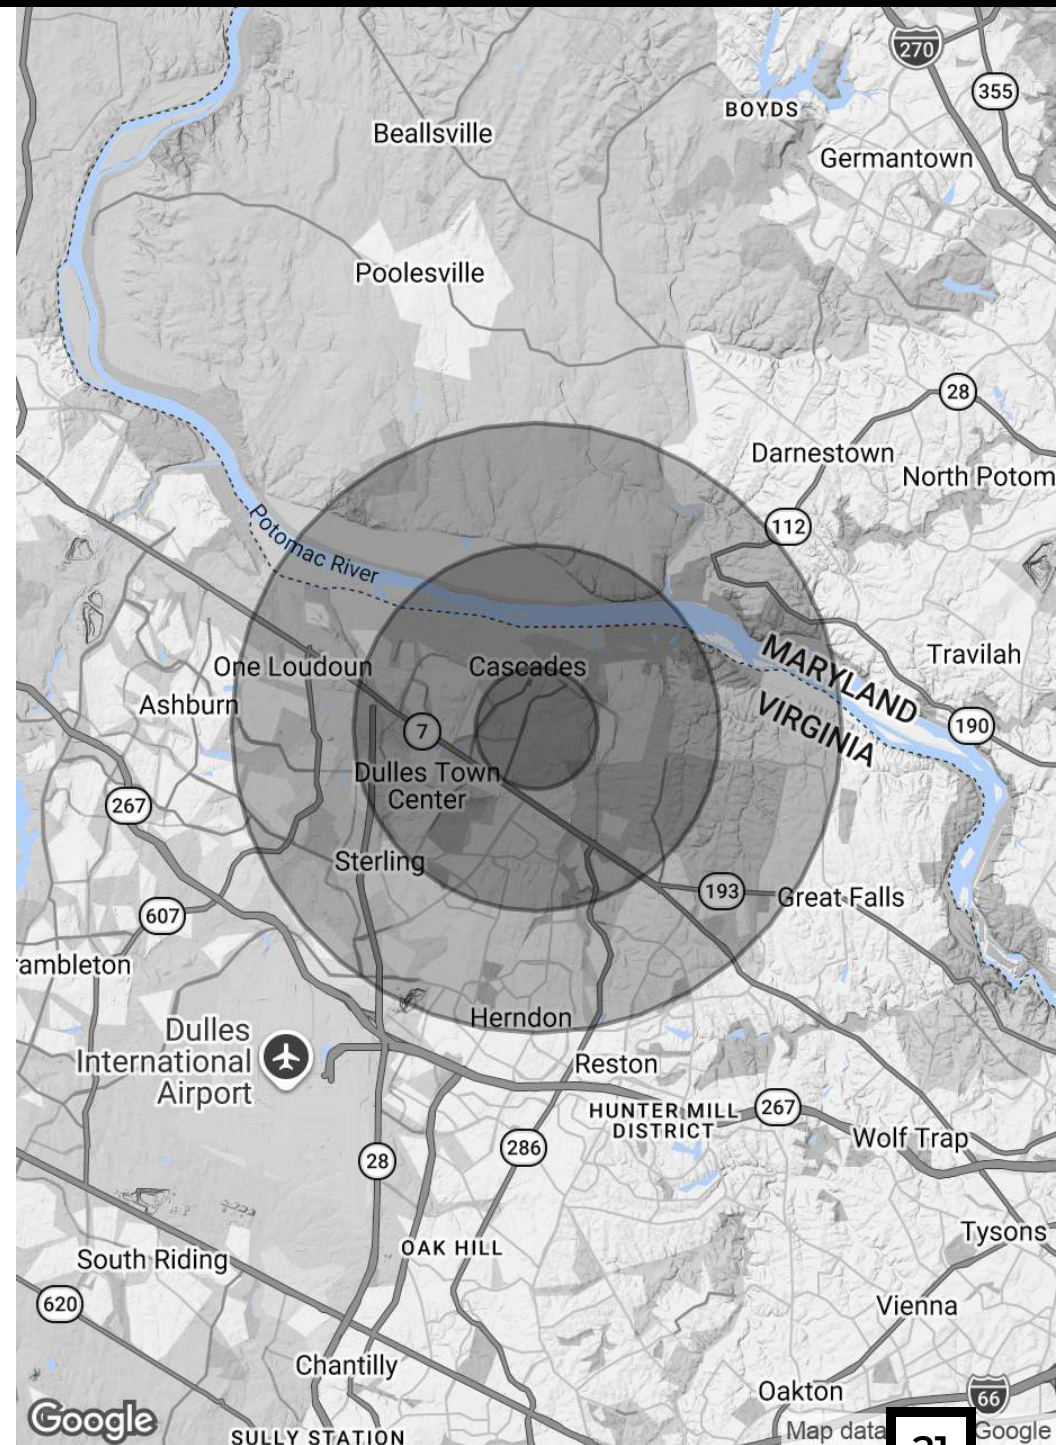 270
355
BOYDS
Beallsville
Germantown
Poolesville
28
Darnestown
North Potom
112
Potomac River
One Loudoun
Cascades
MARYLAND
Travilah
Ashburn
VIRGINIA
190
7
Dulles Town
Center
267
Sterling
193
Great Falls
607
rambleton
Herndon
Dulles
International
Airport
Reston
HUNTER MILL
DISTRICT
267
Wolf Trap
286
28
Tysons
OAK HILL
South Riding
620
Vienna
Chantilly
Oakton
66
Google
Map data
Google
SULLY STATION